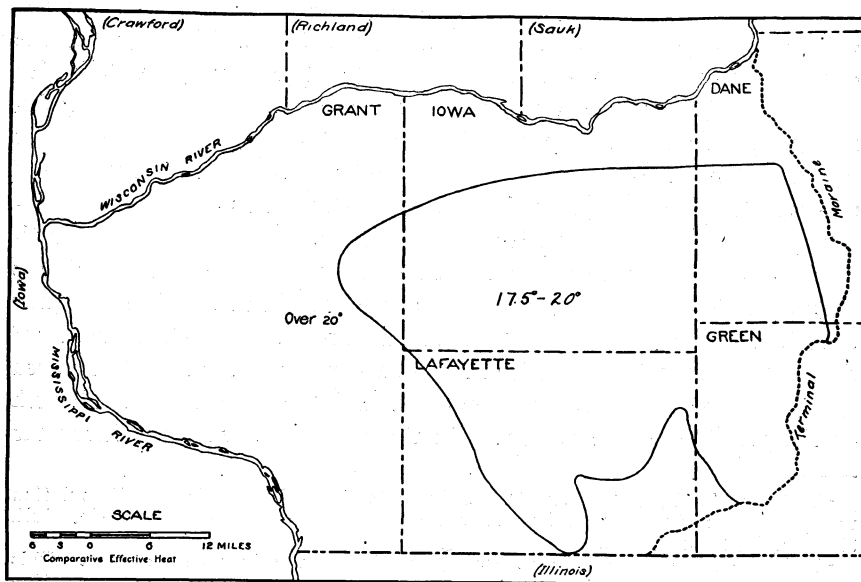 (Crawford)
(Richland)
(Sauk)
DANE
GRANT
IOWA
WISCONSIN RIVER
Moraine
(Iowa)
17.5°-20°
Over 20°
GREEN
LAFAYETTE
MISSISSIPPI RIVER
Terminal
SCALE
6 3 0 6 12 MILES
Comparative Effective Heat
(Illinois)